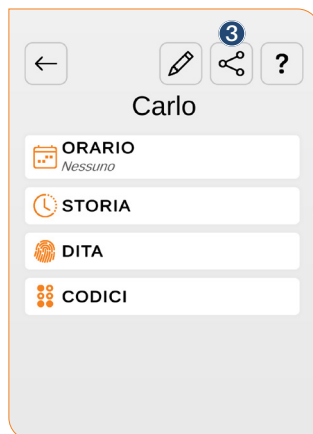 3
?
Carlo
ORARIO
Nessuno
STORIA
DITA
CODICI